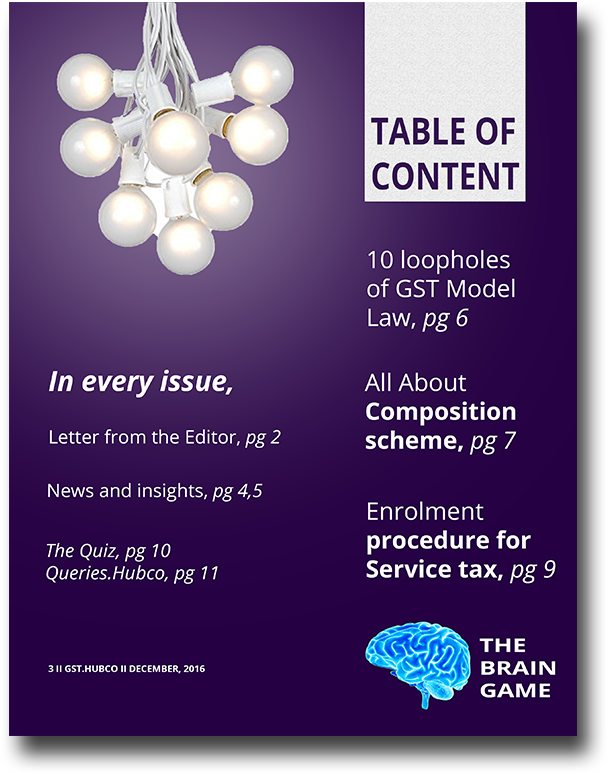 TABLE OF
CONTENT
10 loopholes
of GST Model
Law, pg 6
All About
Composition
scheme, pg 7
Enrolment
procedure for
Service tax, pg 9
In every issue,
Letter from the Editor, pg 2
News and insights, pg 4,5
The Quiz, pg 10
Queries.Hubco, pg 11
3 II GST.HUBCO II DECEMBER, 2016
THE
BRAIN
GAME